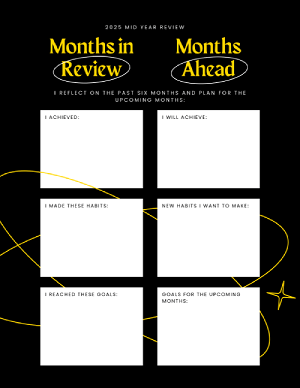 2025 MID YEAR REVIEW
Months in
Review
Months
Ahead
I REFLECT ON THE PAST SIX MONTHS AND PLAN FOR THE
UPCOMING MONTHS:
I ACHIEVED:
I WILL ACHIEVE:
I MADE THESE HABITS:
NEW HABITS I WANT TO MAKE:
I REACHED THESE GOALS:
GOALS FOR THE UPCOMING
MONTHS: